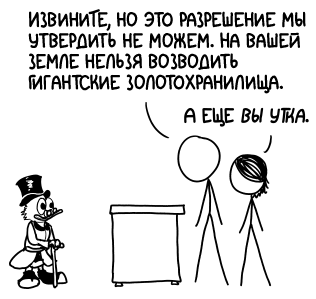 ИЗВИНИТЕ, НО ЭТО РАЗРЕШЕНИЕ МЫ
УТВЕРДИТЬ НЕ МОЖЕМ. НА ВАШЕЙ
ЗЕМЛЕ НЕЛЬЗЯ ВОЗВОДИТЬ
ГИГАНТСКИЕ ЗОЛОТОХРАНИЛИЩА.
А ЕЩЕ ВЫ УТКА.